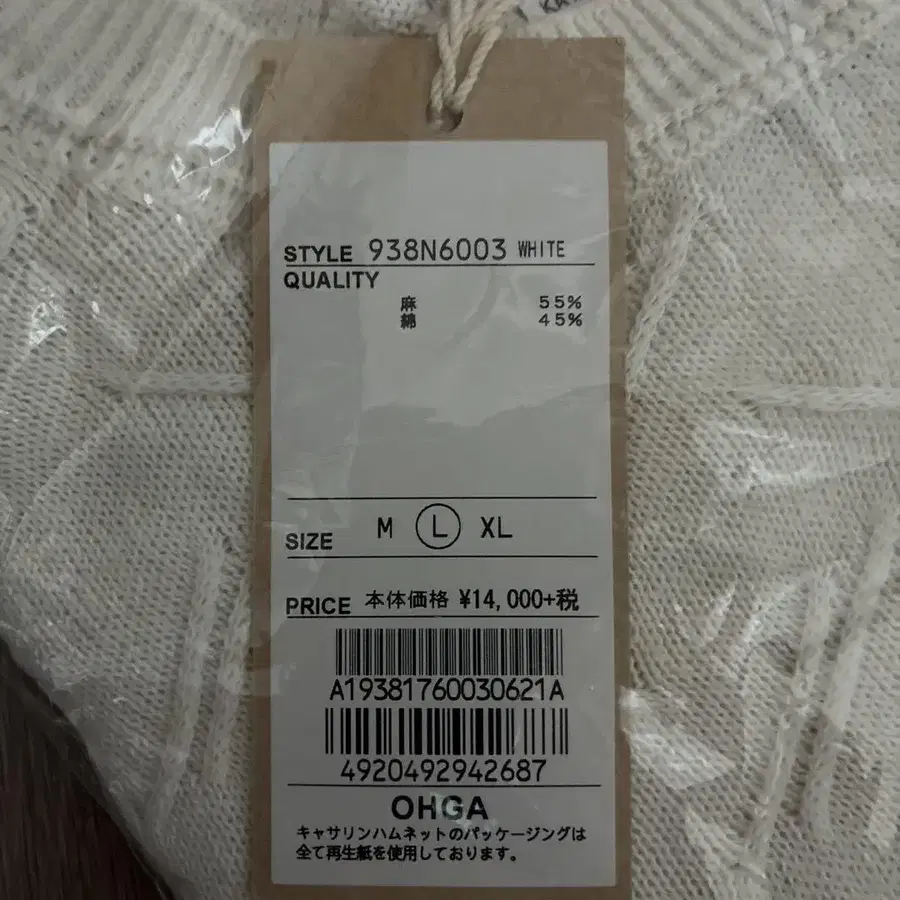 STYLE 938N6003 WHITE
QUALITY
麻 55%
綿 45%
SIZE M L XL
PRICE 本体価格 ¥14,000+税
A19381760030621A
4920492942687
OHGA
キャサリンハムネットのパッケージングは
全て再生紙を使用しております。